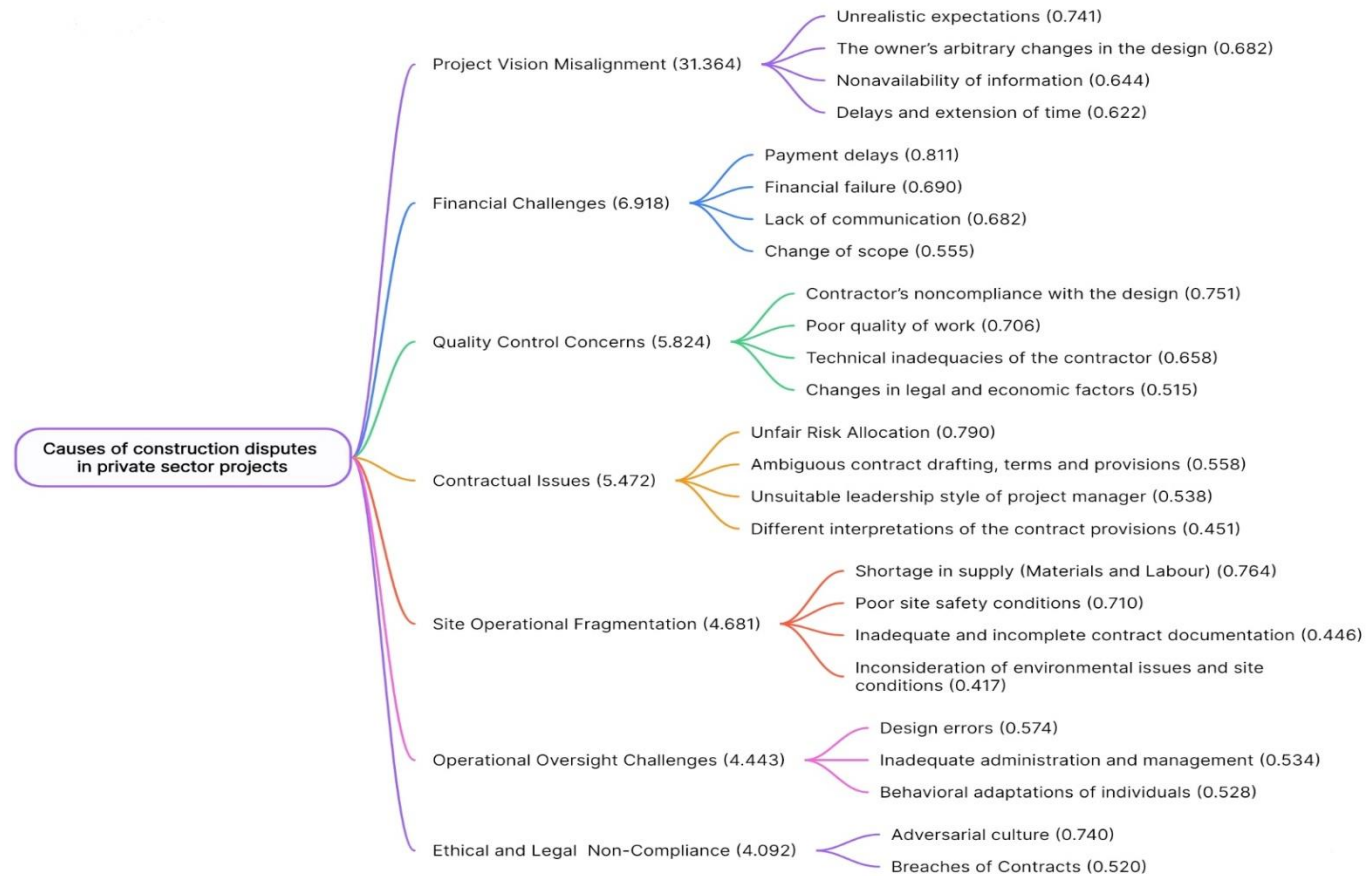 Causes of construction disputes
in private sector projects
Project Vision Misalignment (31.364)
Unrealistic expectations (0.741)
The owner’s arbitrary changes in the design (0.682)
Nonavailability of information (0.644)
Delays and extension of time (0.622)
Financial Challenges (6.918)
Payment delays (0.811)
Financial failure (0.690)
Lack of communication (0.682)
Change of scope (0.555)
Quality Control Concerns (5.824)
Contractor’s noncompliance with the design (0.751)
Poor quality of work (0.706)
Technical inadequacies of the contractor (0.658)
Changes in legal and economic factors (0.515)
Contractual Issues (5.472)
Unfair Risk Allocation (0.790)
Ambiguous contract drafting, terms and provisions (0.558)
Unsuitable leadership style of project manager (0.538)
Different interpretations of the contract provisions (0.451)
Site Operational Fragmentation (4.681)
Shortage in supply (Materials and Labour) (0.764)
Poor site safety conditions (0.710)
Inadequate and incomplete contract documentation (0.446)
Inconsideration of environmental issues and site
conditions (0.417)
Operational Oversight Challenges (4.443)
Design errors (0.574)
Inadequate administration and management (0.534)
Behavioral adaptations of individuals (0.528)
Ethical and Legal  Non-Compliance (4.092)
Adversarial culture (0.740)
Breaches of Contracts (0.520)